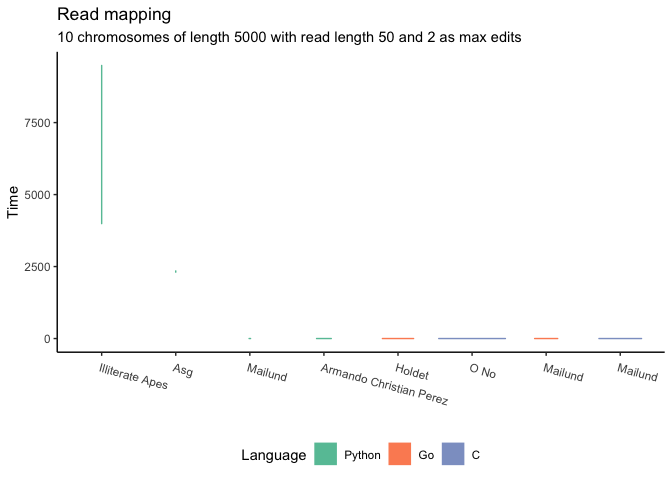 Read mapping
10 chromosomes of length 5000 with read length 50 and 2 as max edits
Time
7500
5000
2500
0
Illiterate Apes
Asg
Mailund
Armando Christian Perez
Holdet
O No
Mailund
Mailund
Language
Python
Go
C